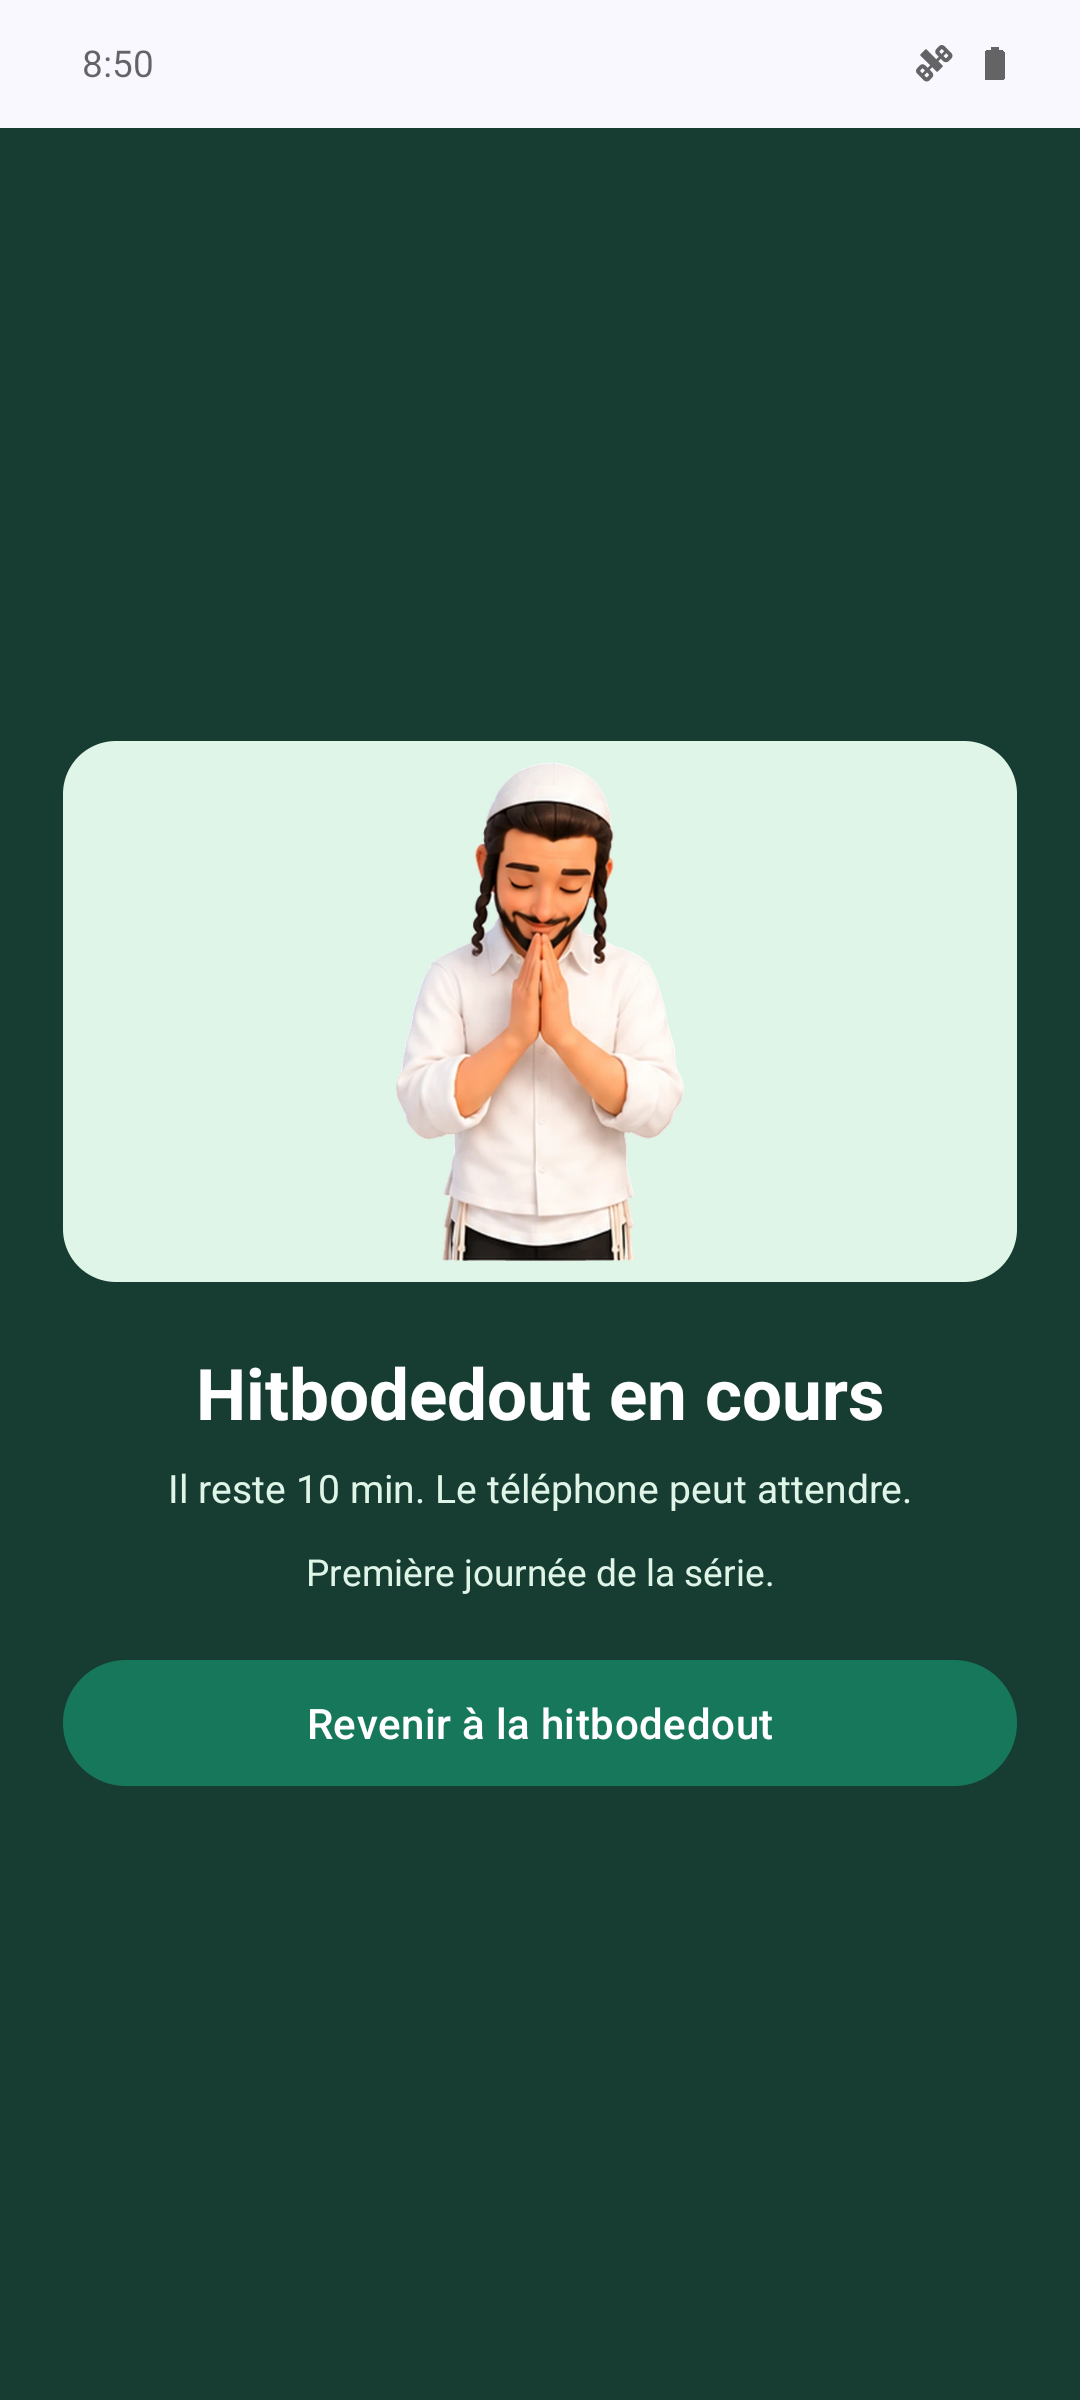 8:50
Hitbodedout en cours
Il reste 10 min. Le téléphone peut attendre.
Première journée de la série.
Revenir à la hitbodedout